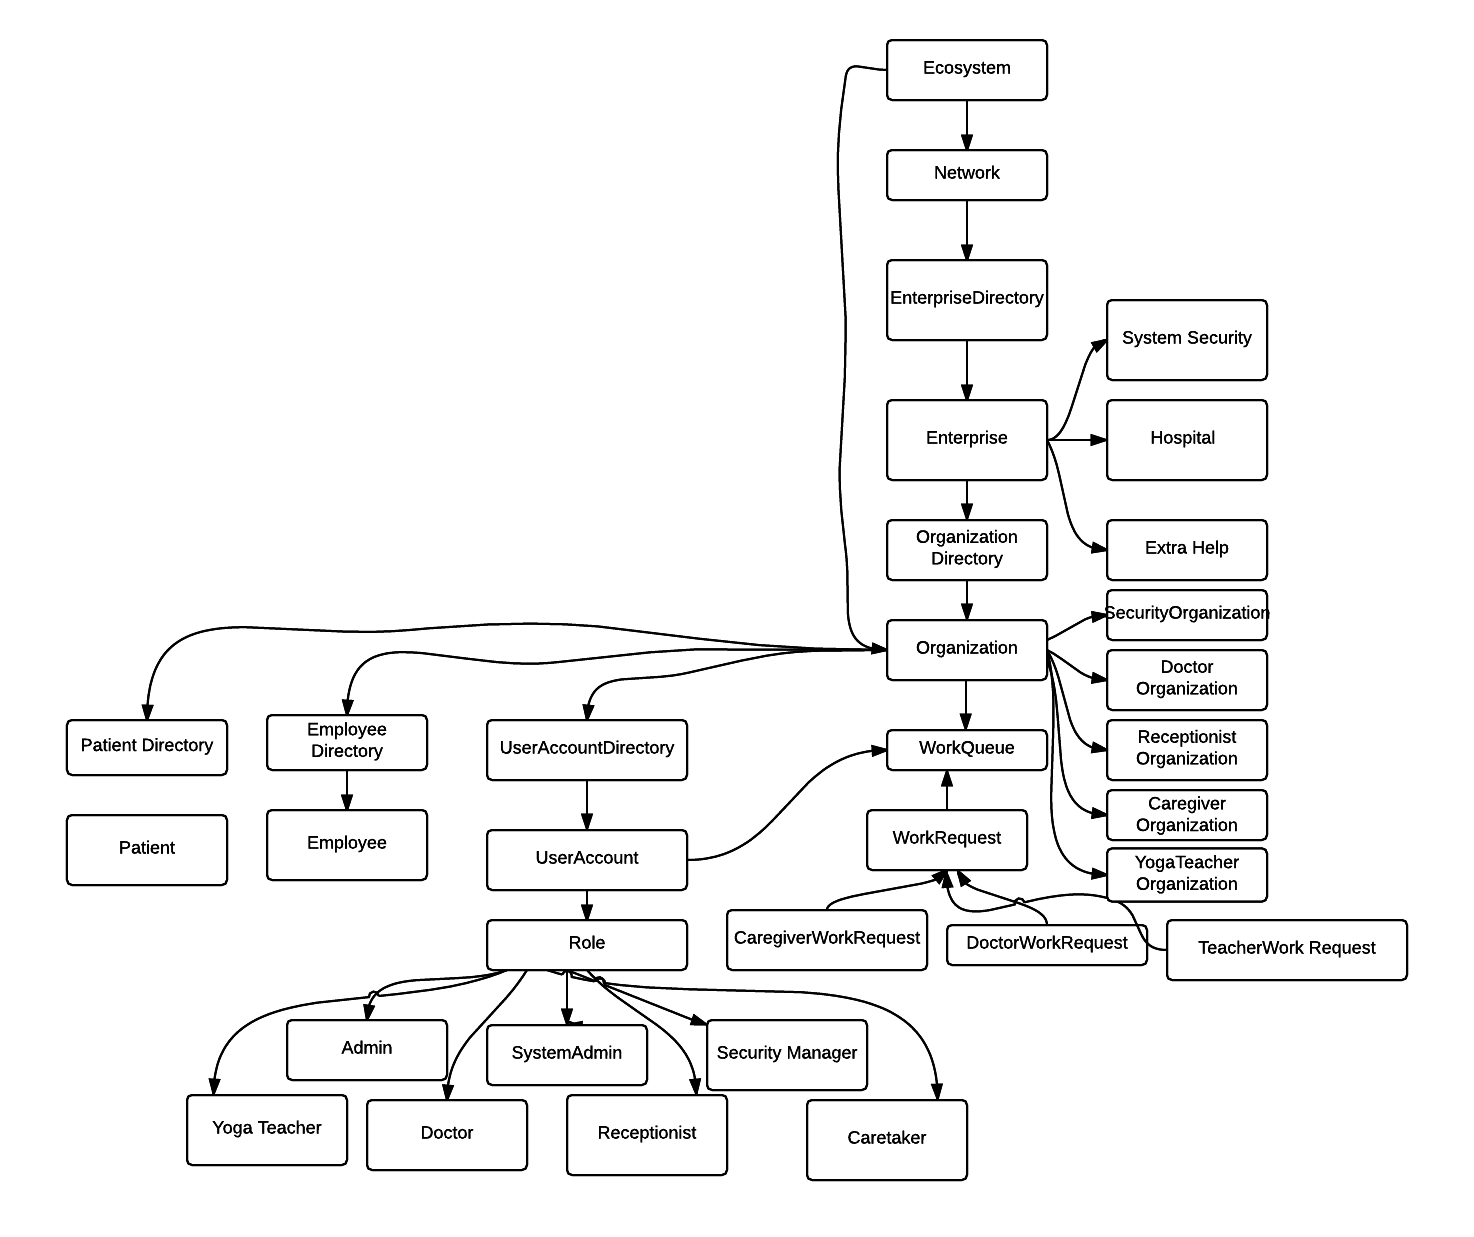 Ecosystem
Network
EnterpriseDirectory
System Security
Enterprise
Hospital
Organization
Directory
Extra Help
SecurityOrganization
Organization
Doctor
Organization
Patient Directory
Employee
Directory
UserAccountDirectory
WorkQueue
Receptionist
Organization
Caregiver
Organization
Patient
Employee
UserAccount
WorkRequest
YogaTeacher
Organization
Role
CaregiverWorkRequest
DoctorWorkRequest
TeacherWork Request
Admin
SystemAdmin
Security Manager
Yoga Teacher
Doctor
Receptionist
Caretaker